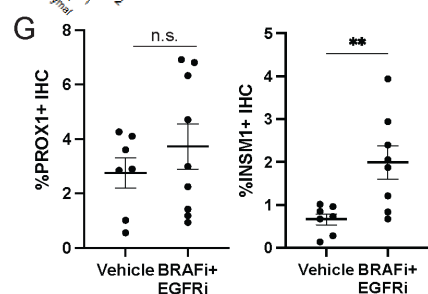 G
%PROX1+ IHC
8
6
4
2
0
n.s.
Vehicle BRAFi+
EGFRi
%INSM1+ IHC
5
4
3
2
1
0
**
Vehicle BRAFi+
EGFRi